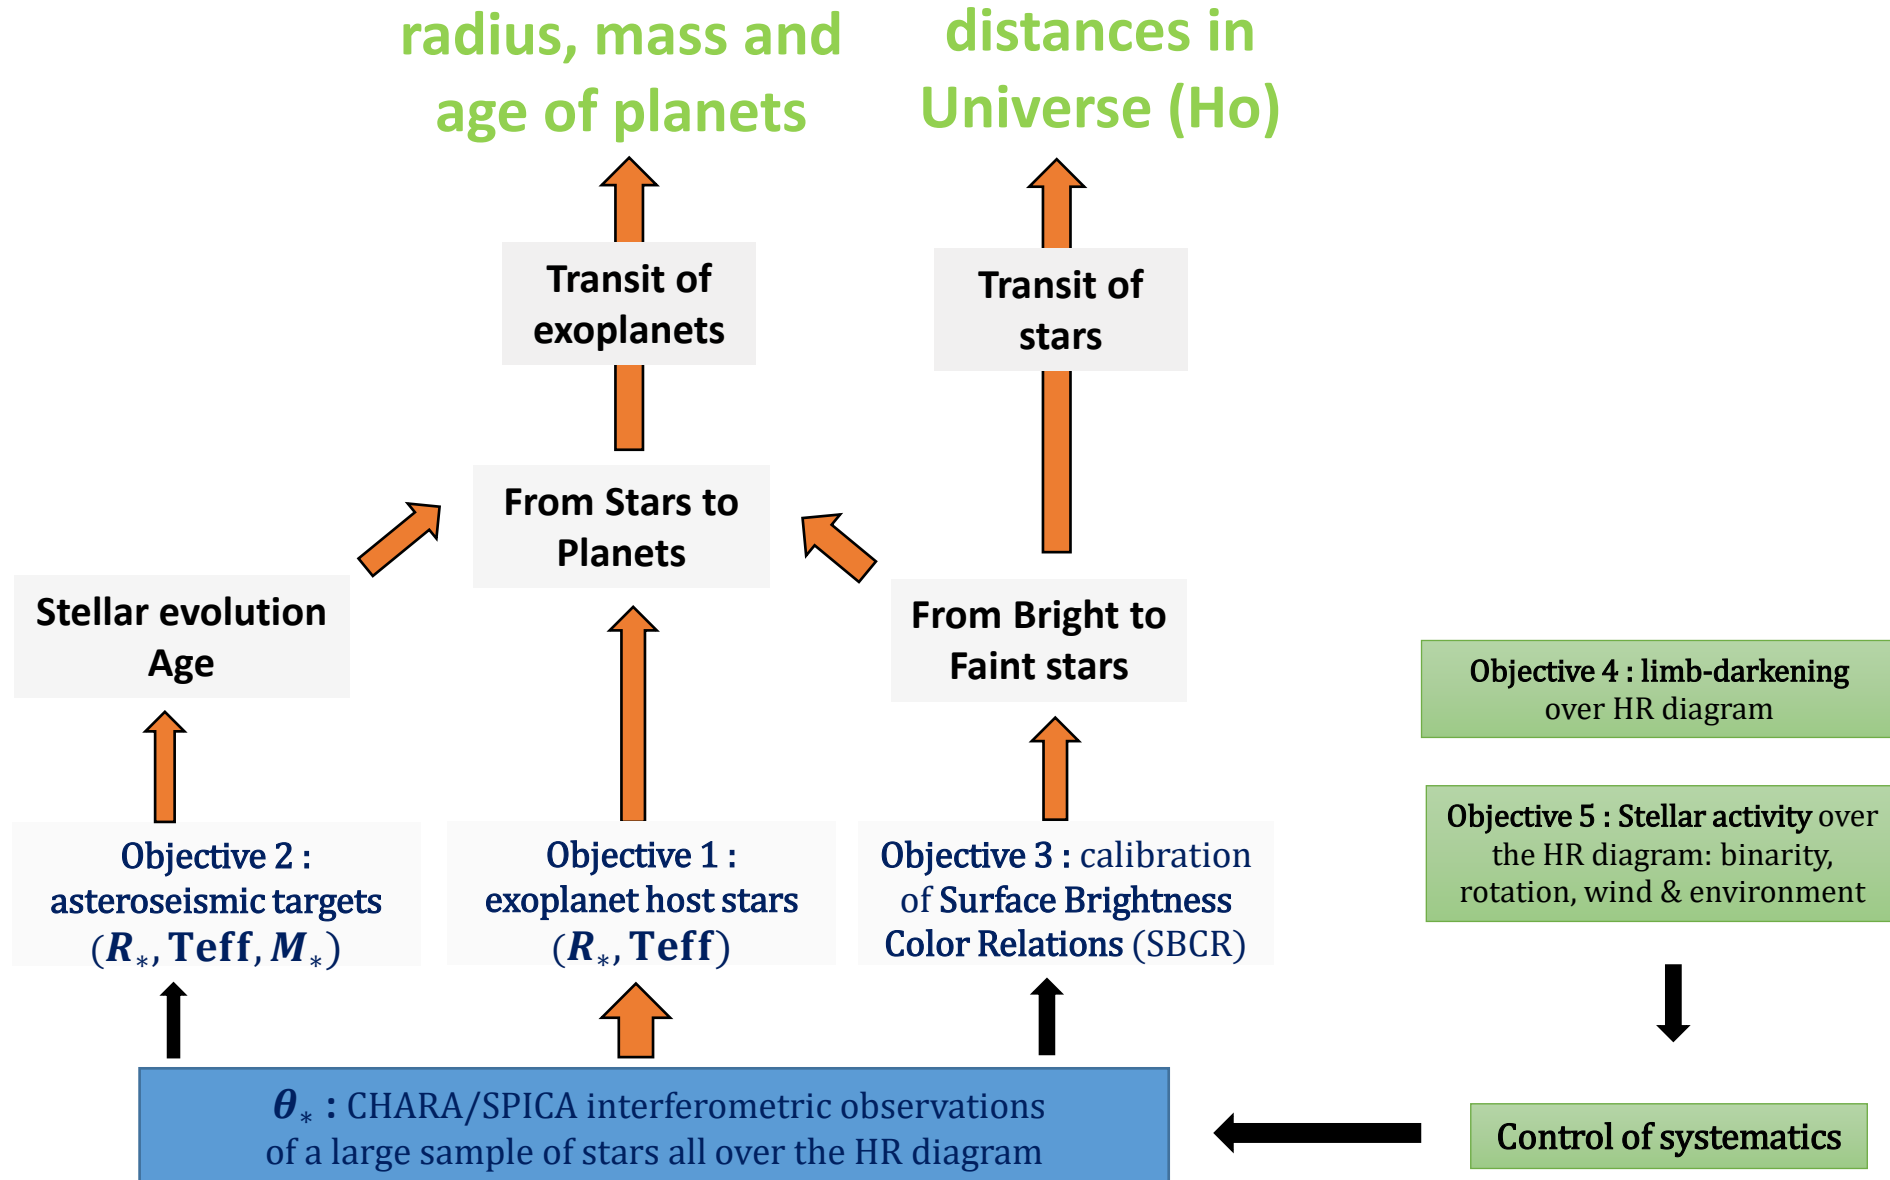 radius, mass and
age of planets
distances in
Universe (Ho)
Transit of
exoplanets
Transit of
stars
From Stars to
Planets
Stellar evolution
Age
From Bright to
Faint stars
Objective 4 : limb-darkening
over HR diagram
Objective 5 : Stellar activity over
the HR diagram: binarity,
rotation, wind & environment
Objective 2 :
asteroseismic targets
(R*, Teff, M*)
Objective 1 :
exoplanet host stars
(R*, Teff)
Objective 3 : calibration
of Surface Brightness
Color Relations (SBCR)
θ* : CHARA/SPICA interferometric observations
of a large sample of stars all over the HR diagram
Control of systematics